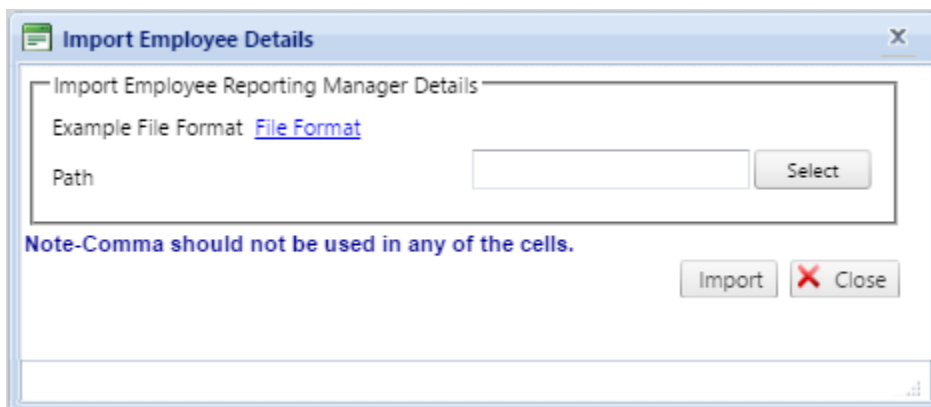 Import Employee Details
Import Employee Reporting Manager Details
Example File Format File Format
Path Select
Note-Comma should not be used in any of the cells.
Import Close